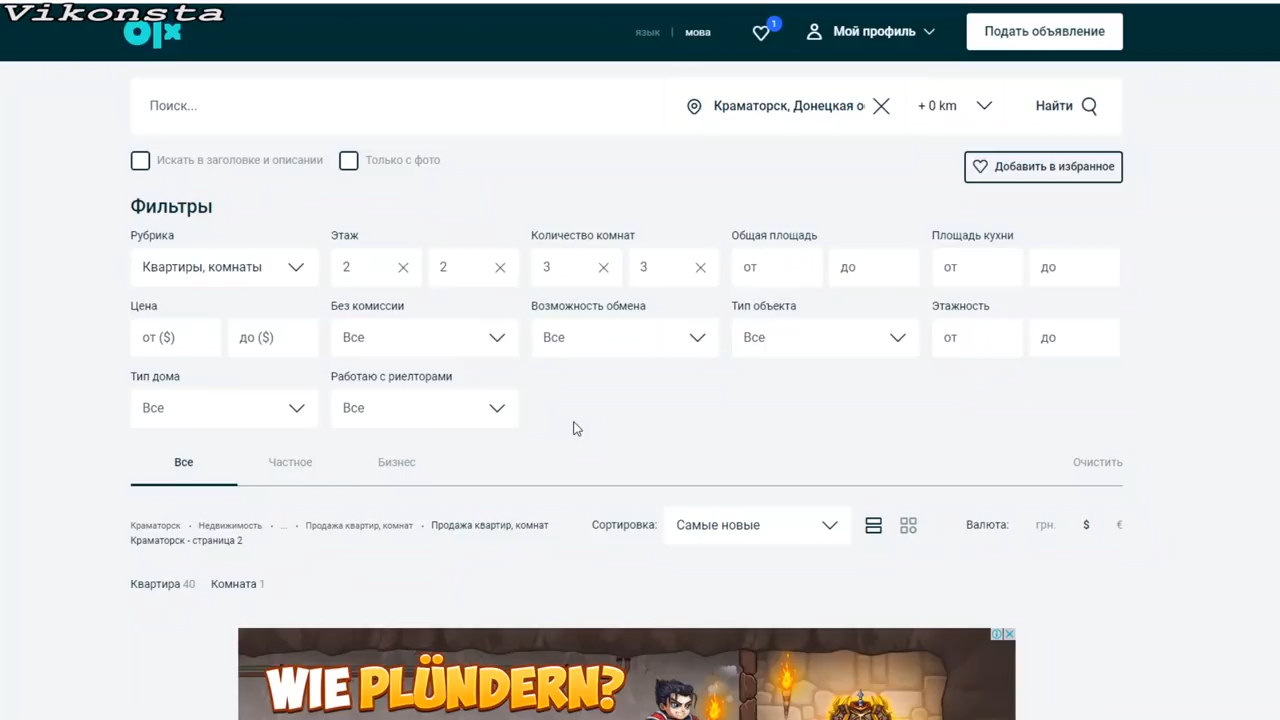 Vikonsta
olx
язык | мова
1
Мой профиль
Подать объявление
Поиск...
Краматорск, Донецкая о
+ 0 km
Найти
Искать в заголовке и описании
Только с фото
Добавить в избранное
Фильтры
Рубрика
Этаж
Количество комнат
Общая площадь
Площадь кухни
Квартиры, комнаты
2
2
3
3
от
до
от
до
Цена
Без комиссии
Возможность обмена
Тип объекта
Этажность
от ($)
до ($)
Все
Все
Все
от
до
Тип дома
Работаю с риелторами
Все
Все
Все
Частное
Бизнес
Очистить
Краматорск · Недвижимость · ... · Продажа квартир, комнат · Продажа квартир, комнат
Краматорск - страница 2
Сортировка:
Самые новые
Валюта:
грн.
$
€
Квартира 40
Комната 1
WIE PLÜNDERN?